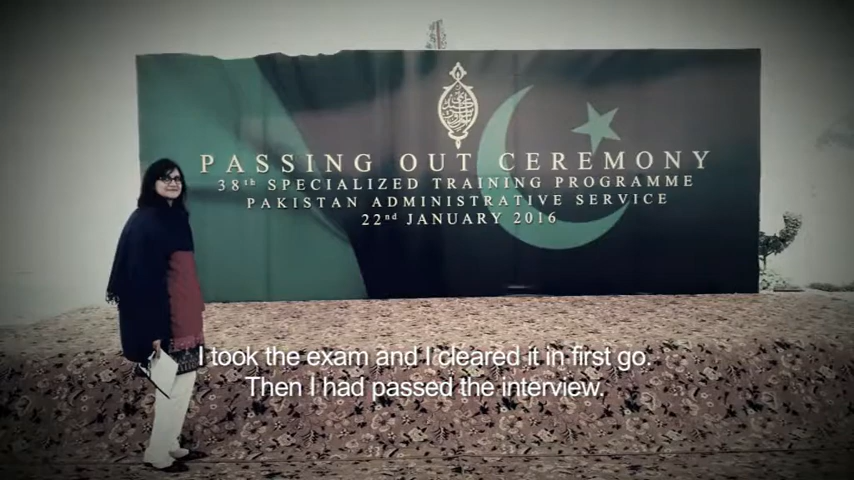 PASSING OUT CEREMONY
38th SPECIALIZED TRAINING PROGRAMME
PAKISTAN ADMINISTRATIVE SERVICE
22nd JANUARY 2016
I took the exam and I cleared it in first go.
Then I had passed the interview.